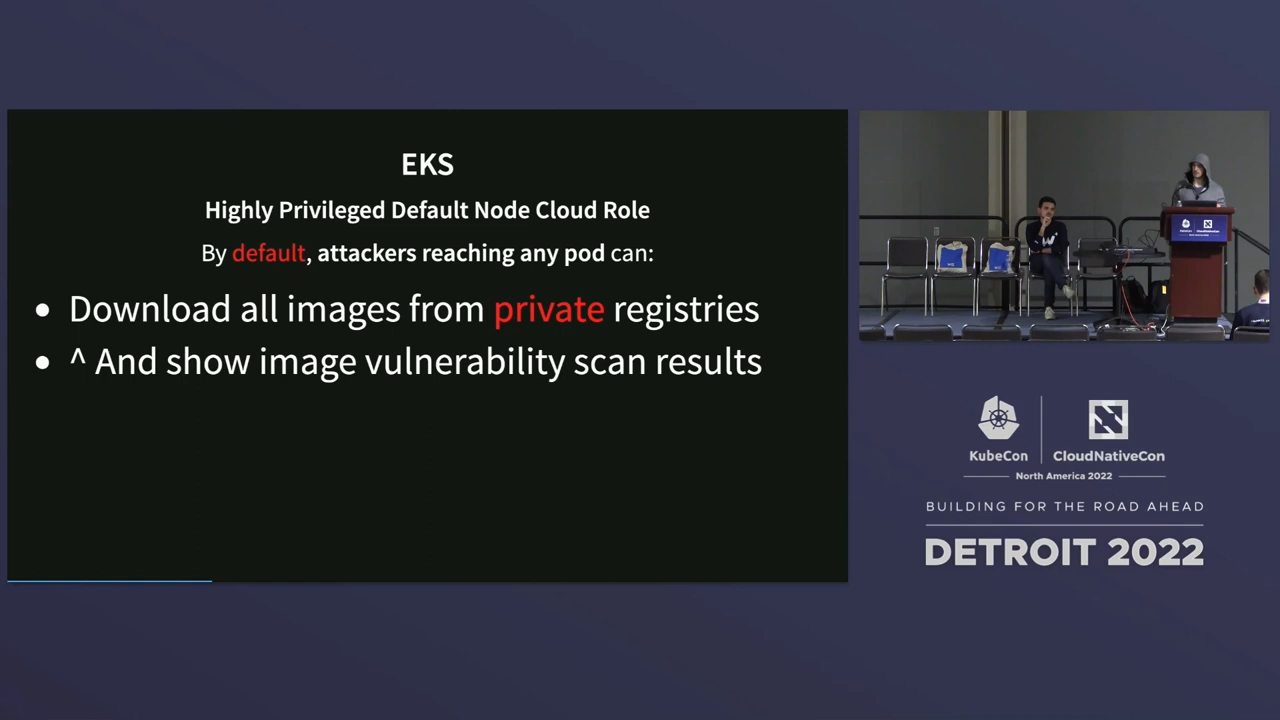 EKS
Highly Privileged Default Node Cloud Role
By default, attackers reaching any pod can:
• Download all images from private registries
• ^ And show image vulnerability scan results
KubeCon
CloudNativeCon
North America 2022
BUILDING FOR THE ROAD AHEAD
DETROIT 2022